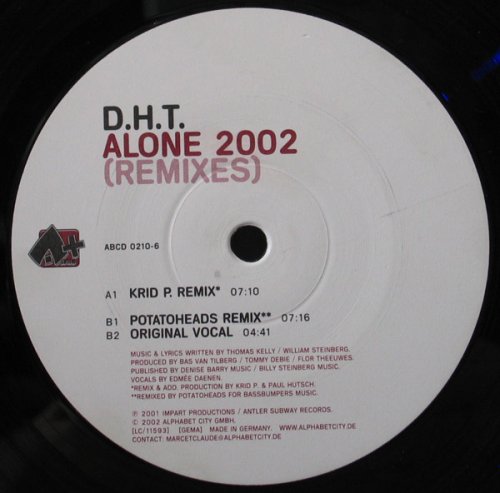 D.H.T.
ALONE 2002
(REMIXES)
ABCD 0210-6
A1 KRID P. REMIX* 07:10
B1 POTATOHEADS REMIX** 07:16
B2 ORIGINAL VOCAL 04:41
MUSIC & LYRICS WRITTEN BY THOMAS KELLY / WILLIAM STEINBERG.
PRODUCED BY BAS VAN TILBERG / TOMMY DEBIE / FLOR THEEUWES.
PUBLISHED BY DENISE BARRY MUSIC / BILLY STEINBERG MUSIC.
VOCALS BY EDMÉE DAENEN.
*REMIX & ADD. PRODUCTION BY KRID P. & PAUL HUTSCH.
**REMIXED BY POTATOHEADS FOR BASSBUMPERS MUSIC.
℗ 2001 IMPART PRODUCTIONS / ANTLER SUBWAY RECORDS.
© 2002 ALPHABET CITY GMBH.
[LC/11593] [GEMA] MADE IN GERMANY. WWW.ALPHABETCITY.DE
CONTACT: MARCETCLAUDE@ALPHABETCITY.DE